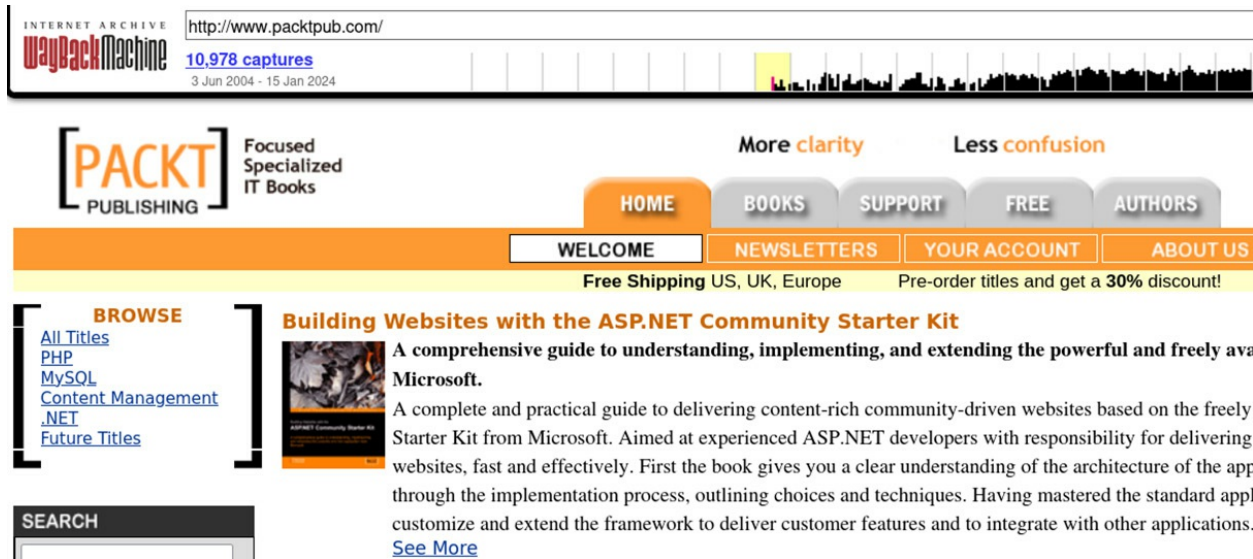 INTERNET ARCHIVE
WayBackMachine
http://www.packtpub.com/
10,978 captures
3 Jun 2004 - 15 Jan 2024
PACKT
PUBLISHING
Focused
Specialized
IT Books
More clarity Less confusion
HOME BOOKS SUPPORT FREE AUTHORS
WELCOME NEWSLETTERS YOUR ACCOUNT ABOUT US
Free Shipping US, UK, Europe Pre-order titles and get a 30% discount!
BROWSE
All Titles
PHP
MySQL
Content Management
.NET
Future Titles
SEARCH
Building Websites with the ASP.NET Community Starter Kit
A comprehensive guide to understanding, implementing, and extending the powerful and freely ava
Microsoft.
A complete and practical guide to delivering content-rich community-driven websites based on the freely
Starter Kit from Microsoft. Aimed at experienced ASP.NET developers with responsibility for delivering
websites, fast and effectively. First the book gives you a clear understanding of the architecture of the app
through the implementation process, outlining choices and techniques. Having mastered the standard appl
customize and extend the framework to deliver customer features and to integrate with other applications.
See More
ASP.NET Community Starter Kit